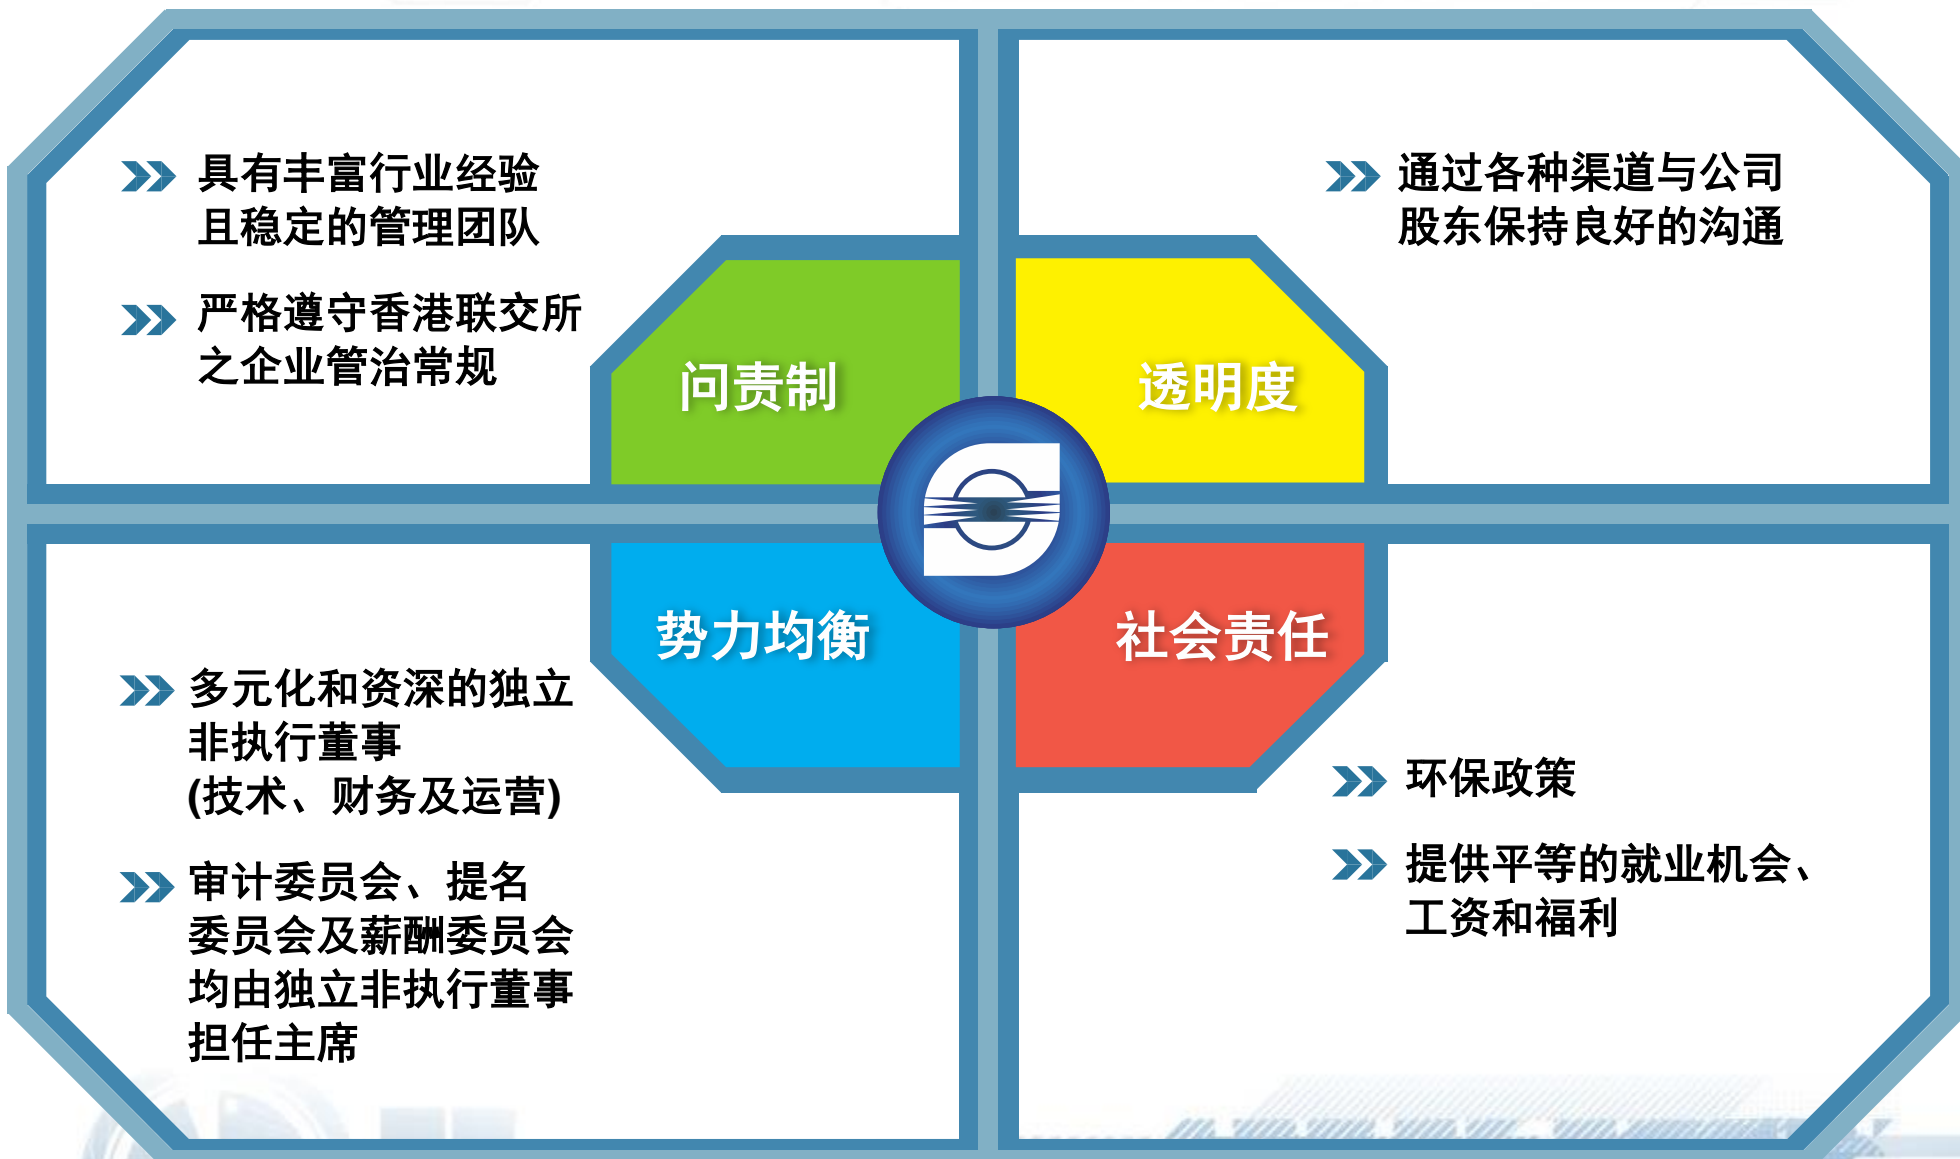 具有丰富行业经验
且稳定的管理团队
严格遵守香港联交所
之企业管治常规
问责制
通过各种渠道与公司
股东保持良好的沟通
透明度
势力均衡
多元化和资深的独立
非执行董事
(技术、财务及运营)
审计委员会、提名
委员会及薪酬委员会
均由独立非执行董事
担任主席
社会责任
环保政策
提供平等的就业机会、
工资和福利